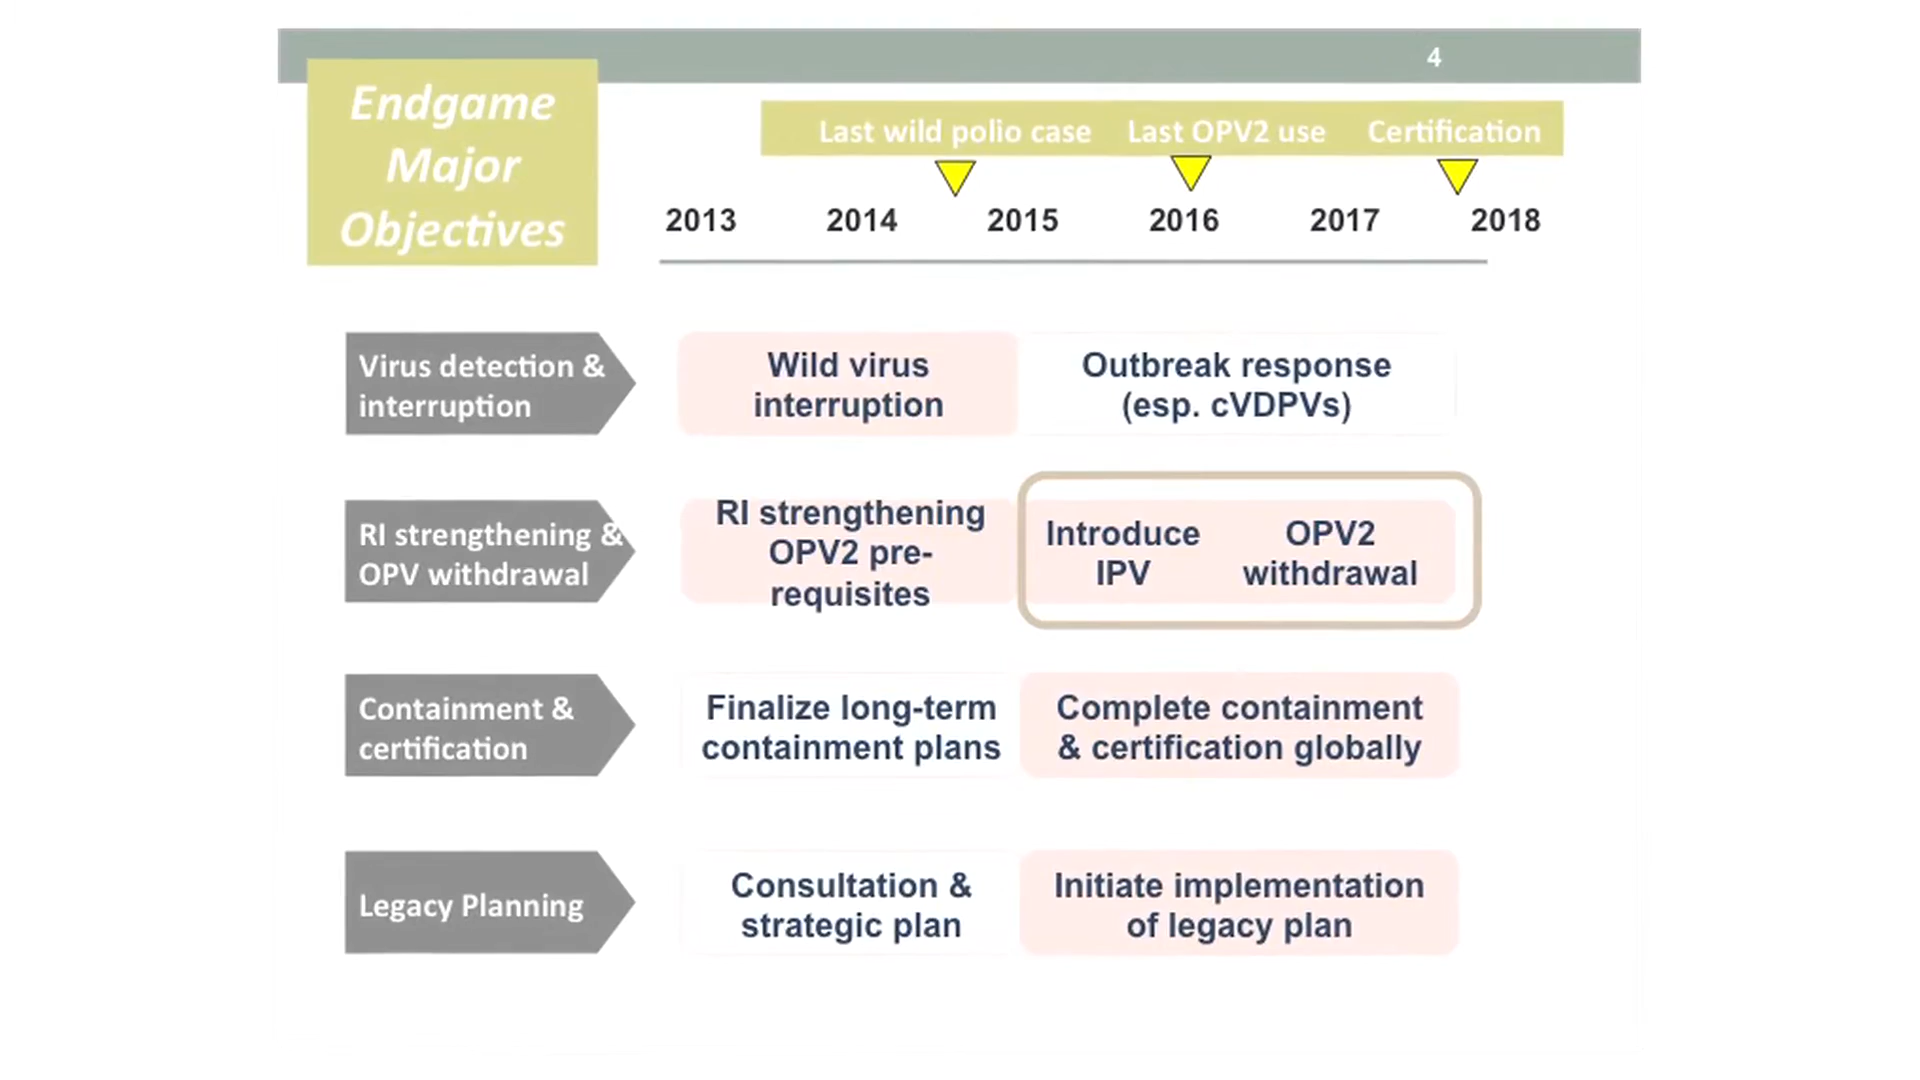 4
Endgame
Major
Objectives
Last wild polio case Last OPV2 use Certification
2013 2014 2015 2016 2017 2018
Virus detection &
interruption
Wild virus
interruption
Outbreak response
(esp. cVDPVs)
RI strengthening &
OPV withdrawal
RI strengthening
OPV2 pre-
requisites
Introduce
IPV
OPV2
withdrawal
Containment &
certification
Finalize long-term
containment plans
Complete containment
& certification globally
Legacy Planning
Consultation &
strategic plan
Initiate implementation
of legacy plan